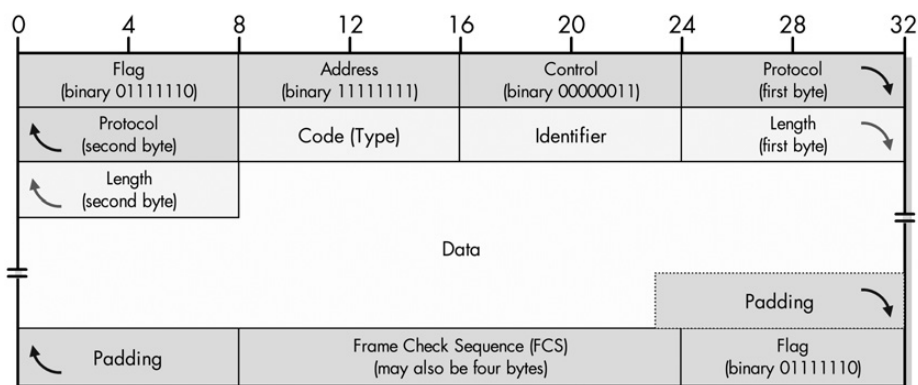 0 4 8 12 16 20 24 28 32
Flag
(binary 01111110)
Address
(binary 11111111)
Control
(binary 00000011)
Protocol
(first byte)
Protocol
(second byte)
Code (Type)
Identifier
Length
(first byte)
Length
(second byte)
Data
Padding
Padding
Frame Check Sequence (FCS)
(may also be four bytes)
Flag
(binary 01111110)